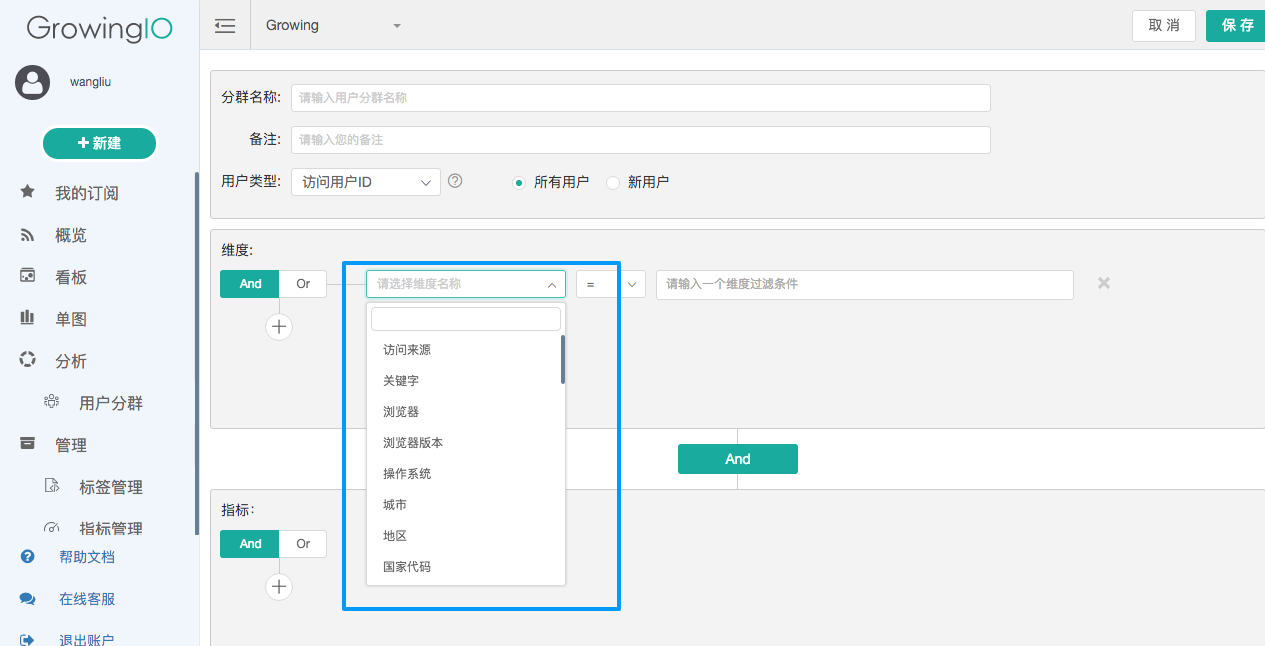 GrowingIO
Growing
取 消
保 存
wangliu
新建
我的订阅
概览
看板
单图
分析
用户分群
管理
标签管理
指标管理
帮助文档
在线客服
退出账户
分群名称: 请输入用户分群名称
备注: 请输入您的备注
用户类型: 访问用户ID ? 所有用户 新用户
维度:
And Or 请选择维度名称 = 请输入一个维度过滤条件
访问来源
关键字
浏览器
浏览器版本
操作系统
城市
地区
国家代码
And
指标:
And Or